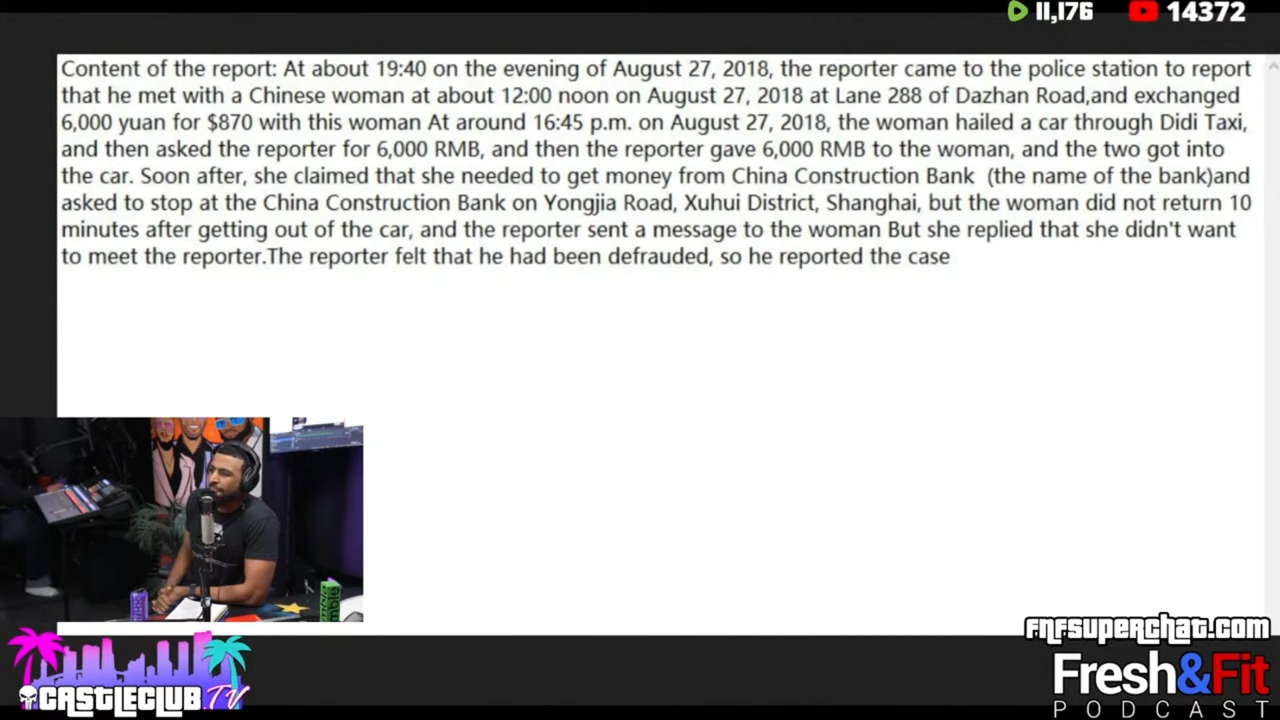 11,176 14372
Content of the report: At about 19:40 on the evening of August 27, 2018, the reporter came to the police station to report
that he met with a Chinese woman at about 12:00 noon on August 27, 2018 at Lane 288 of Dazhan Road,and exchanged
6,000 yuan for $870 with this woman At around 16:45 p.m. on August 27, 2018, the woman hailed a car through Didi Taxi,
and then asked the reporter for 6,000 RMB, and then the reporter gave 6,000 RMB to the woman, and the two got into
the car. Soon after, she claimed that she needed to get money from China Construction Bank (the name of the bank)and
asked to stop at the China Construction Bank on Yongjia Road, Xuhui District, Shanghai, but the woman did not return 10
minutes after getting out of the car, and the reporter sent a message to the woman But she replied that she didn't want
to meet the reporter.The reporter felt that he had been defrauded, so he reported the case
fnfsuperchat.com
CASTLECLUB TV
Fresh&Fit
PODCAST